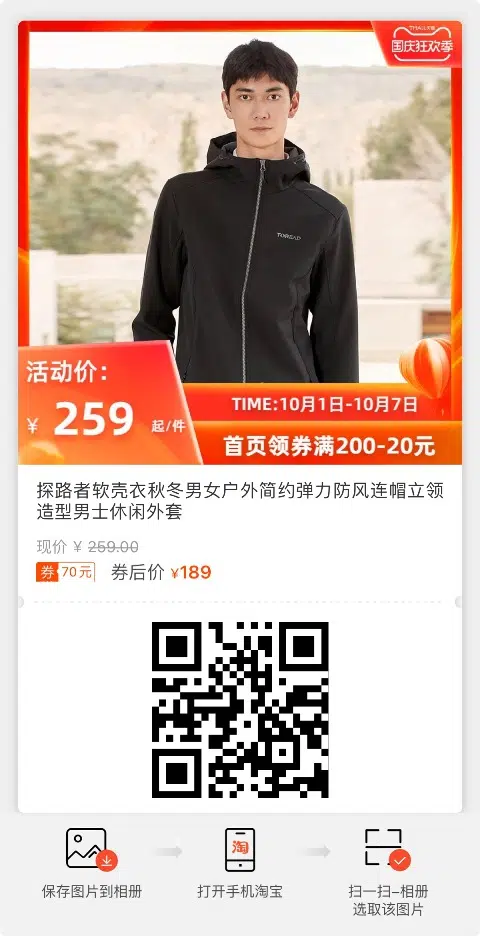 TMALL天猫
国庆狂欢季
TOREAD
活动价：
¥ 259 起/件
TIME:10月1日-10月7日
首页领券满200-20元
探路者软壳衣秋冬男女户外简约弹力防风连帽立领
造型男士休闲外套
现价 ¥ 259.00
券 70元 券后价 ¥189
淘
保存图片到相册
打开手机淘宝
扫一扫-相册
选取该图片